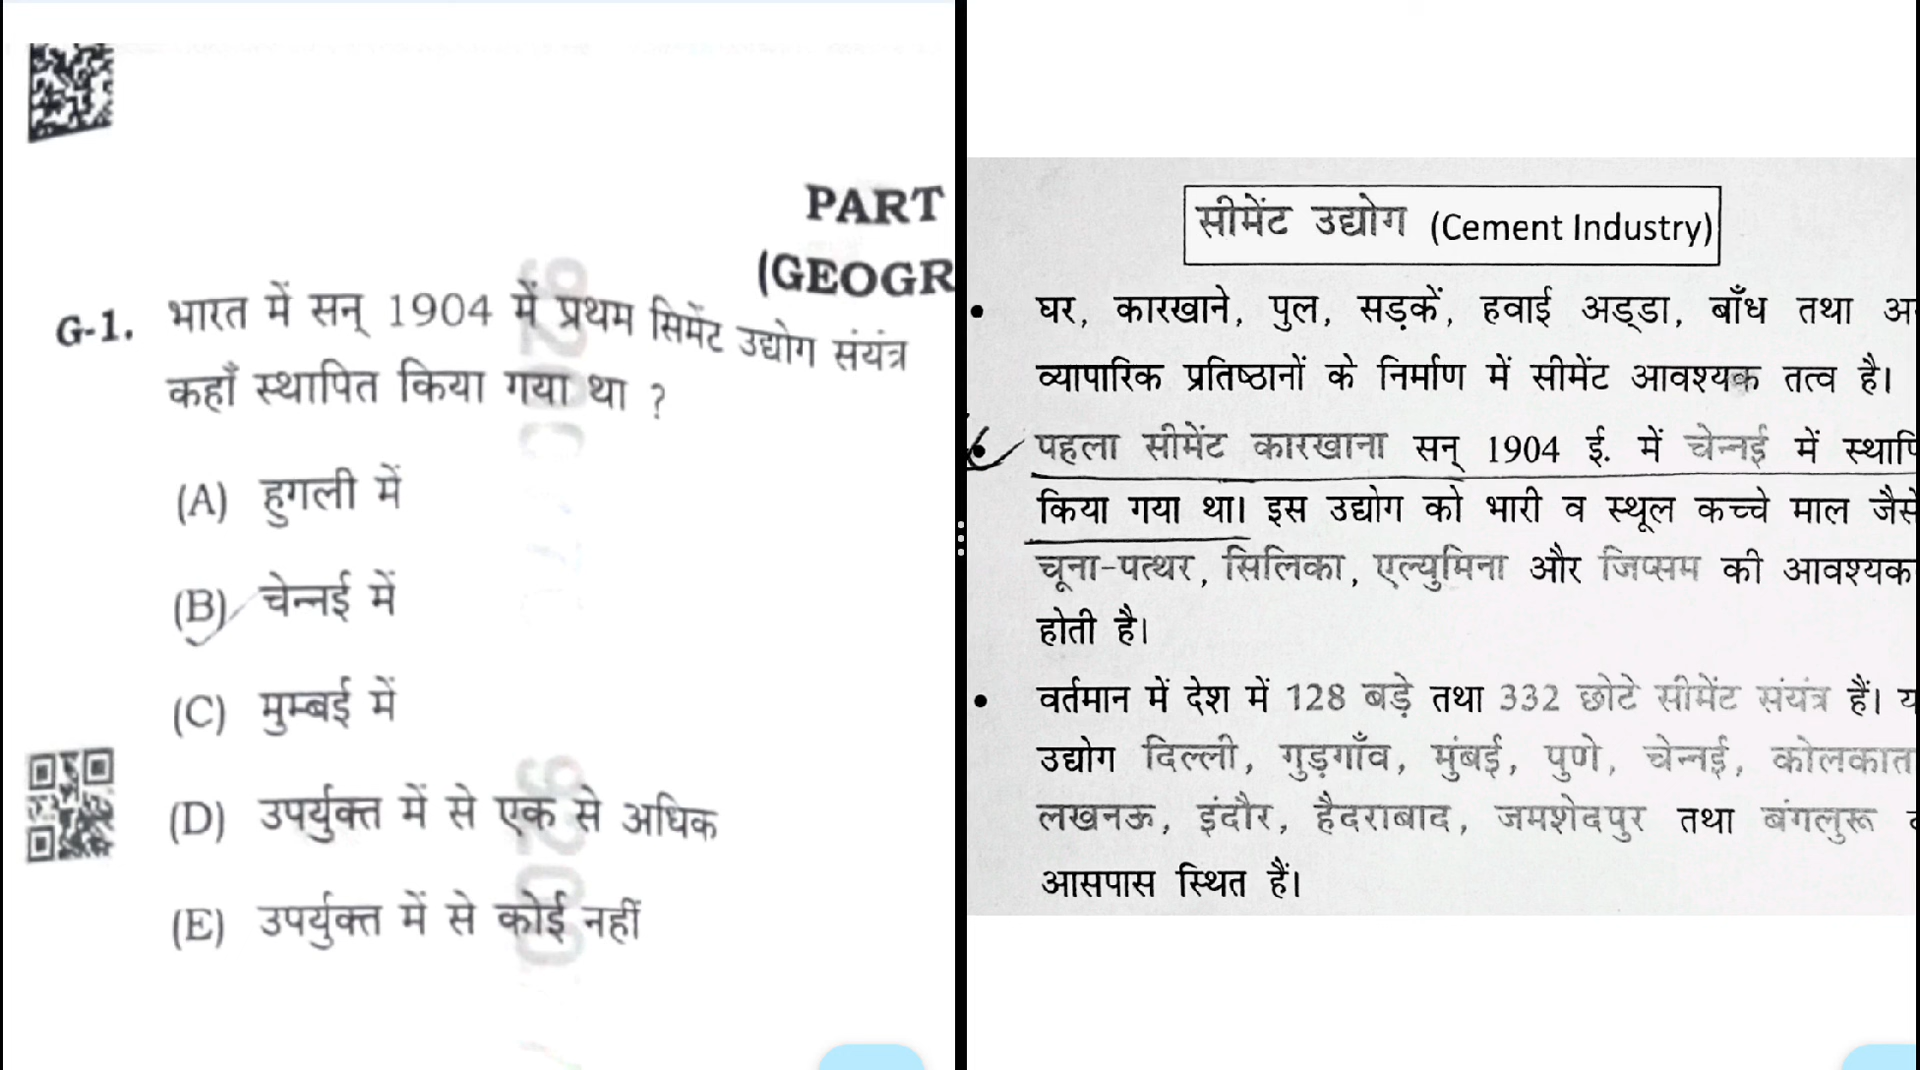 PART
(GEOGR
G-1. भारत में सन् 1904 में प्रथम सिमेंट उद्योग संयंत्र
कहाँ स्थापित किया गया था ?
(A) हुगली में
(B) चेन्नई में
(C) मुम्बई में
(D) उपर्युक्त में से एक से अधिक
(E) उपर्युक्त में से कोई नहीं
सीमेंट उद्योग (Cement Industry)
• घर, कारखाने, पुल, सड़कें, हवाई अड्डा, बाँध तथा
व्यापारिक प्रतिष्ठानों के निर्माण में सीमेंट आवश्यक तत्व है।
• पहला सीमेंट कारखाना सन् 1904 ई. में चेन्नई में स्थापि
किया गया था। इस उद्योग को भारी व स्थूल कच्चे माल जैसे
चूना-पत्थर, सिलिका, एल्युमिना और जिप्सम की आवश्यक
होती है।
• वर्तमान में देश में 128 बड़े तथा 332 छोटे सीमेंट संयंत्र हैं। य
उद्योग दिल्ली, गुड़गाँव, मुंबई, पुणे, चेन्नई, कोलकात
लखनऊ, इंदौर, हैदराबाद, जमशेदपुर तथा बंगलुरू
आसपास स्थित हैं।